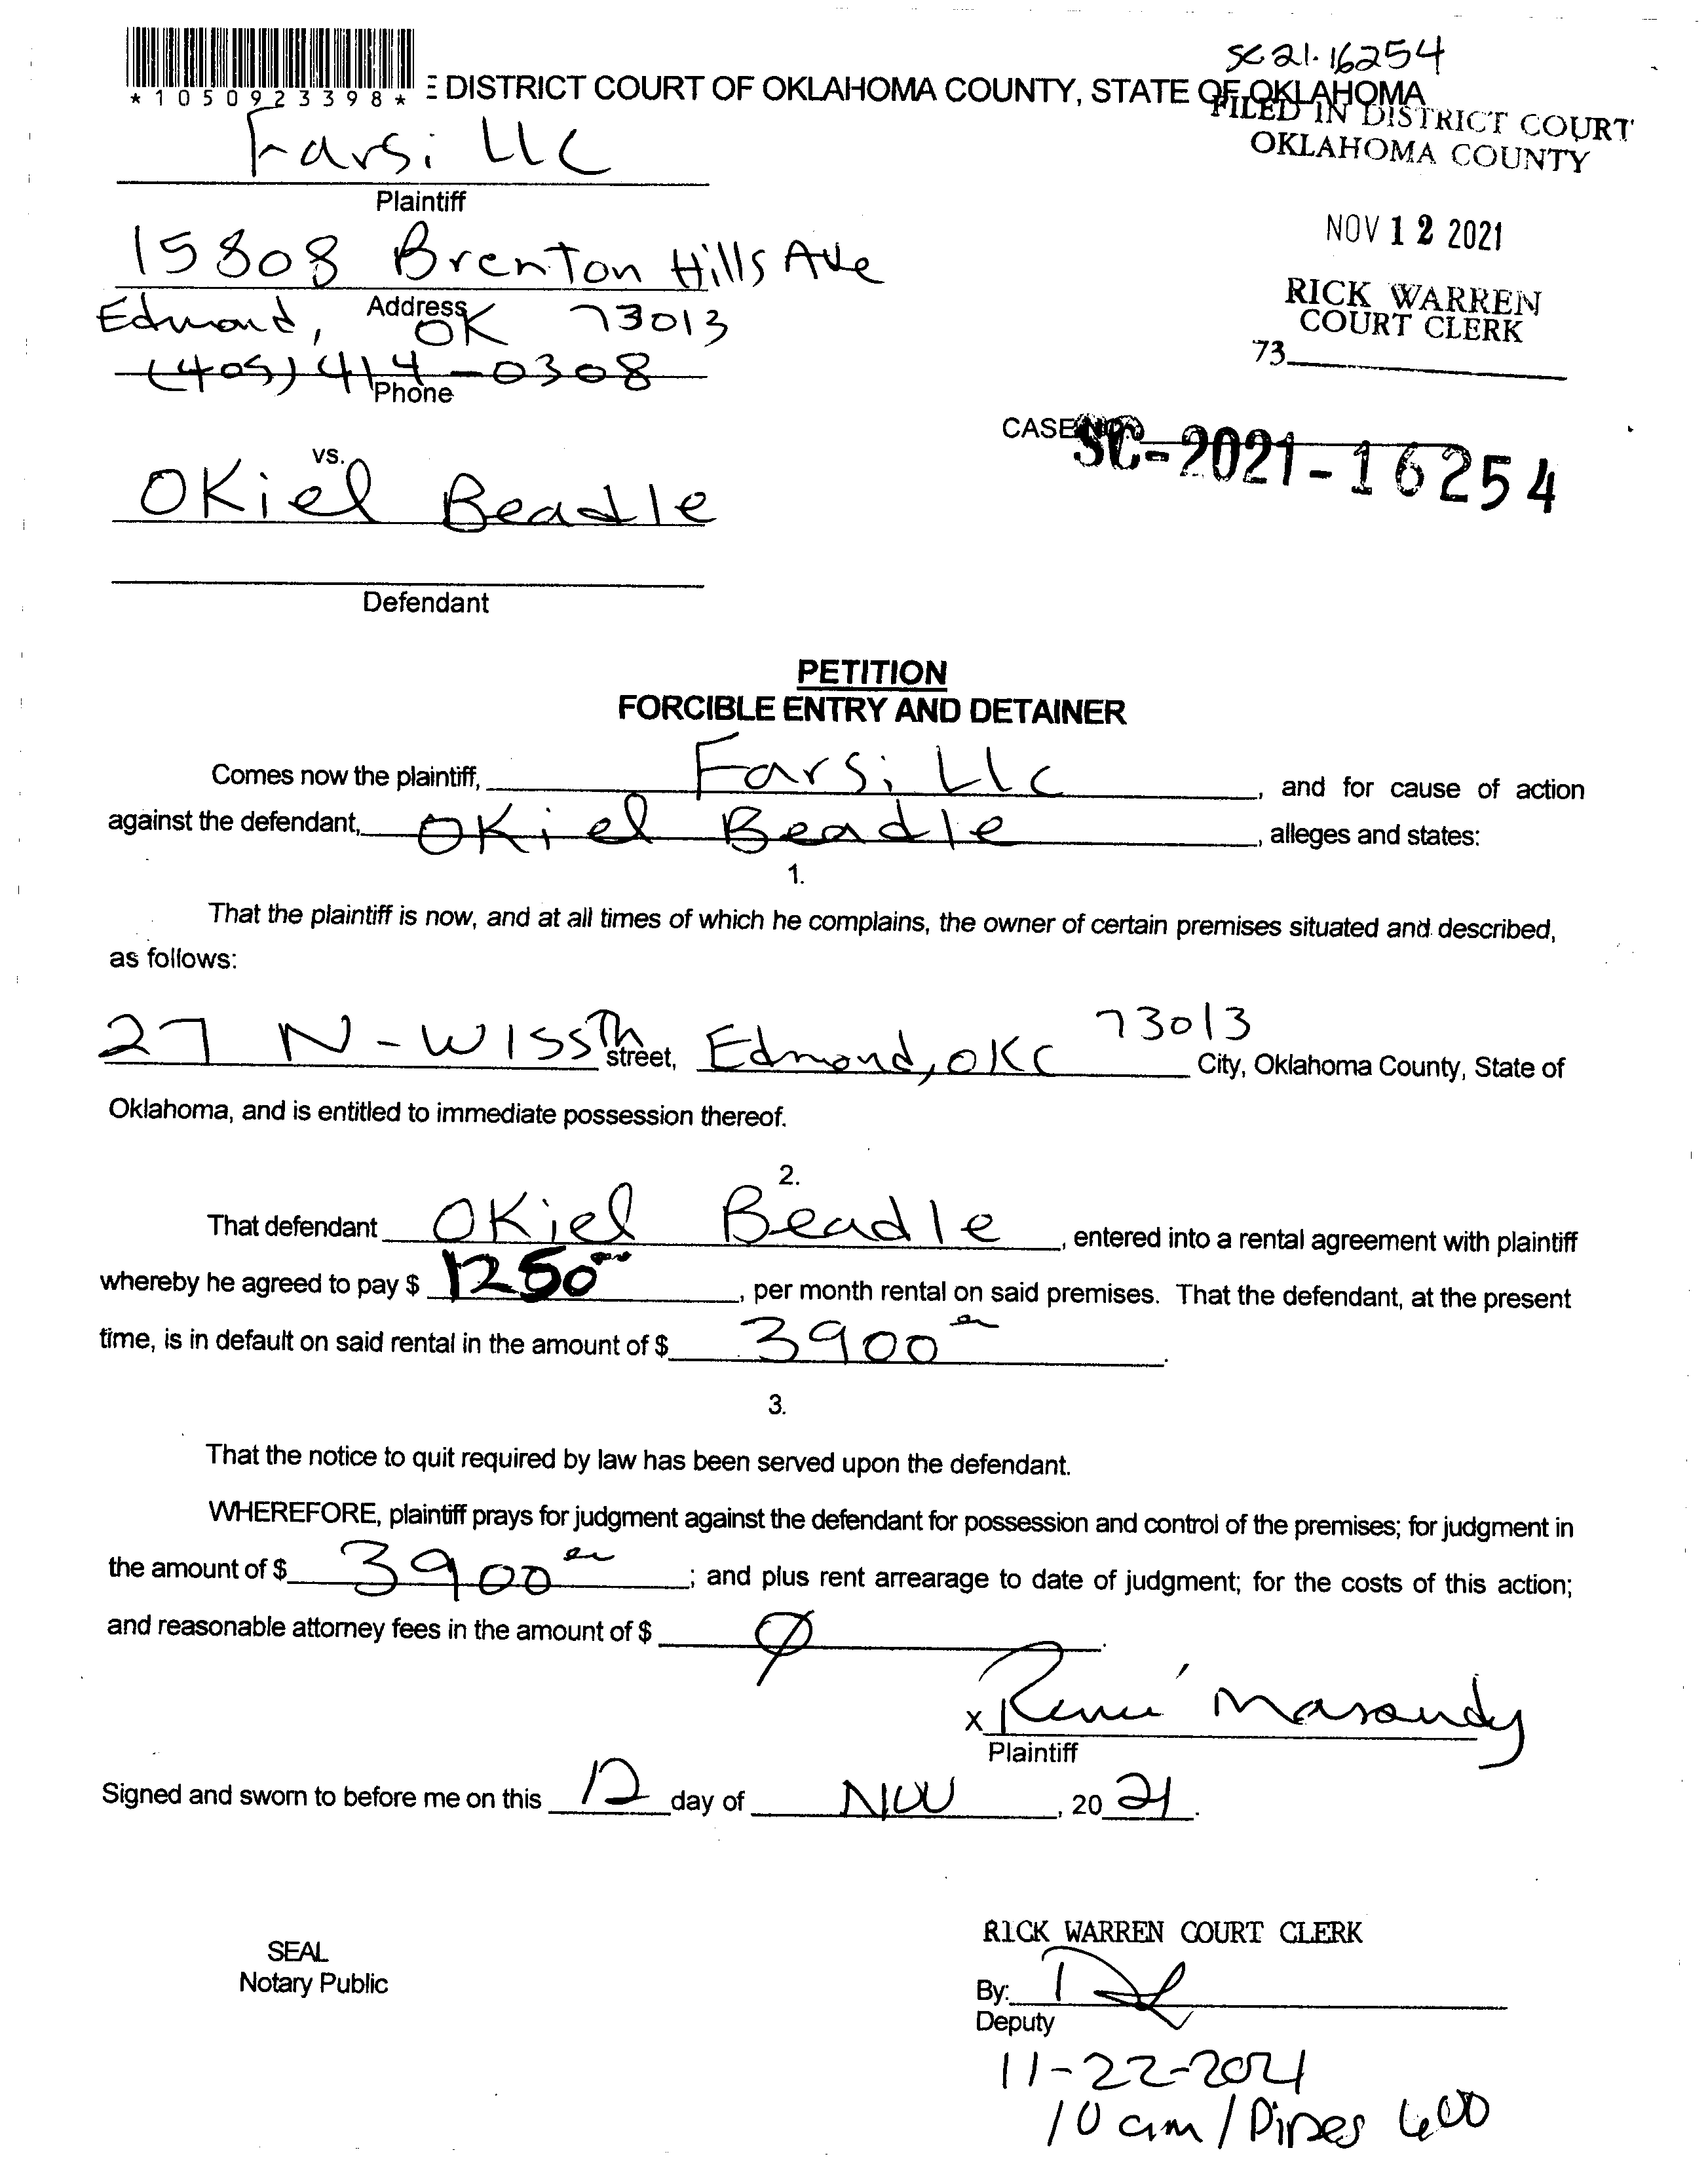 SC 21-16254
*1050923398*
E DISTRICT COURT OF OKLAHOMA COUNTY, STATE OF OKLAHOMA
FILED IN DISTRICT COURT
OKLAHOMA COUNTY
Farsi LLC
Plaintiff
NOV 12 2021
15808 Brenton Hills Ave
Address
RICK WARREN
COURT CLERK
Edmond, OK 73013
73
(405) 414-0308
Phone
CASE NO. SC-2021-16254
vs.
OKiel Beadle
Defendant
PETITION
FORCIBLE ENTRY AND DETAINER
Comes now the plaintiff, Farsi LLC, and for cause of action
against the defendant, OKiel Beadle, alleges and states:
1.
That the plaintiff is now, and at all times of which he complains, the owner of certain premises situated and described,
as follows:
27 N-W 155Th street, Edmond, OKC 73013 City, Oklahoma County, State of
Oklahoma, and is entitled to immediate possession thereof.
2.
That defendant OKiel Beadle, entered into a rental agreement with plaintiff
whereby he agreed to pay $ 1250, per month rental on said premises. That the defendant, at the present
time, is in default on said rental in the amount of $ 3900.
3.
That the notice to quit required by law has been served upon the defendant.
WHEREFORE, plaintiff prays for judgment against the defendant for possession and control of the premises; for judgment in
the amount of $ 3900; and plus rent arrearage to date of judgment; for the costs of this action;
and reasonable attorney fees in the amount of $ Ø.
x
Plaintiff
Signed and sworn to before me on this 12 day of NOV, 20 21.
RICK WARREN COURT CLERK
SEAL
Notary Public
By:
Deputy
11-22-2021
10 am / Pipes 600